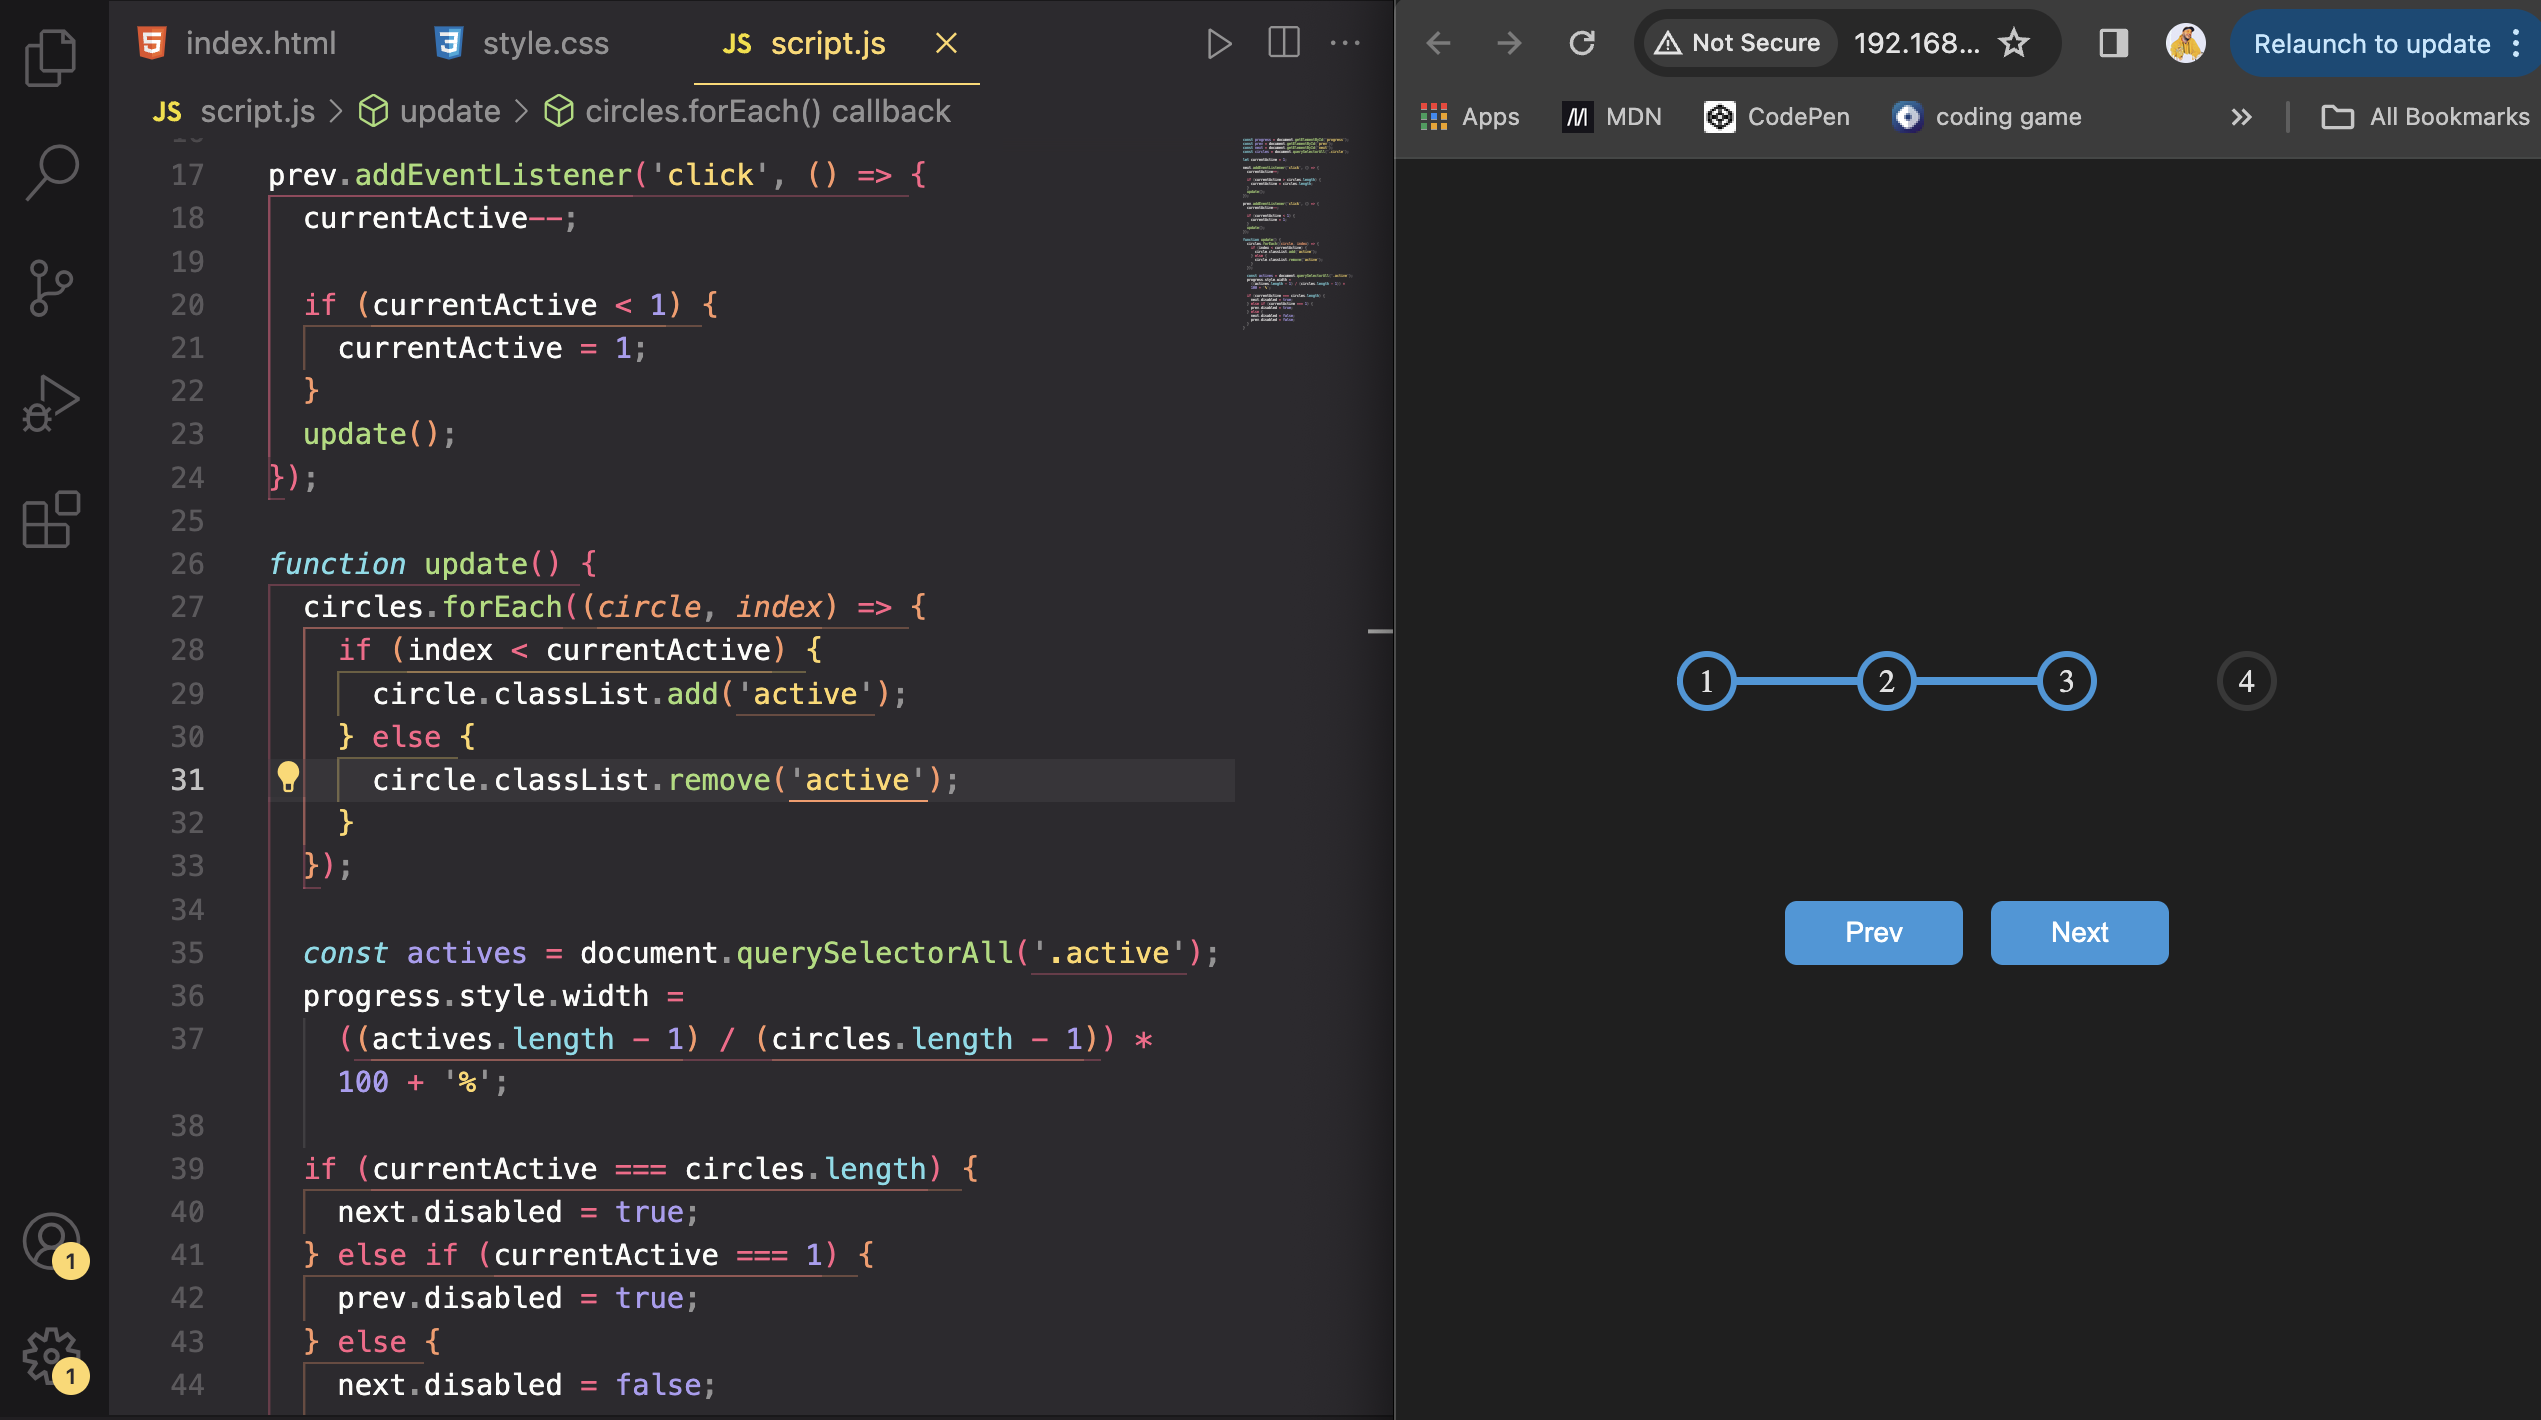 index.html style.css JS script.js
JS script.js > update > circles.forEach() callback
17 prev.addEventListener('click', () => {
18 currentActive--;
19
20 if (currentActive < 1) {
21 currentActive = 1;
22 }
23 update();
24 });
25
26 function update() {
27 circles.forEach((circle, index) => {
28 if (index < currentActive) {
29 circle.classList.add('active');
30 } else {
31 circle.classList.remove('active');
32 }
33 });
34
35 const actives = document.querySelectorAll('.active');
36 progress.style.width =
37 ((actives.length - 1) / (circles.length - 1)) *
100 + '%';
38
39 if (currentActive === circles.length) {
40 next.disabled = true;
41 } else if (currentActive === 1) {
42 prev.disabled = true;
43 } else {
44 next.disabled = false;
1
1
Not Secure 192.168... Relaunch to update
Apps MDN CodePen coding game » All Bookmarks
1 2 3 4
Prev Next